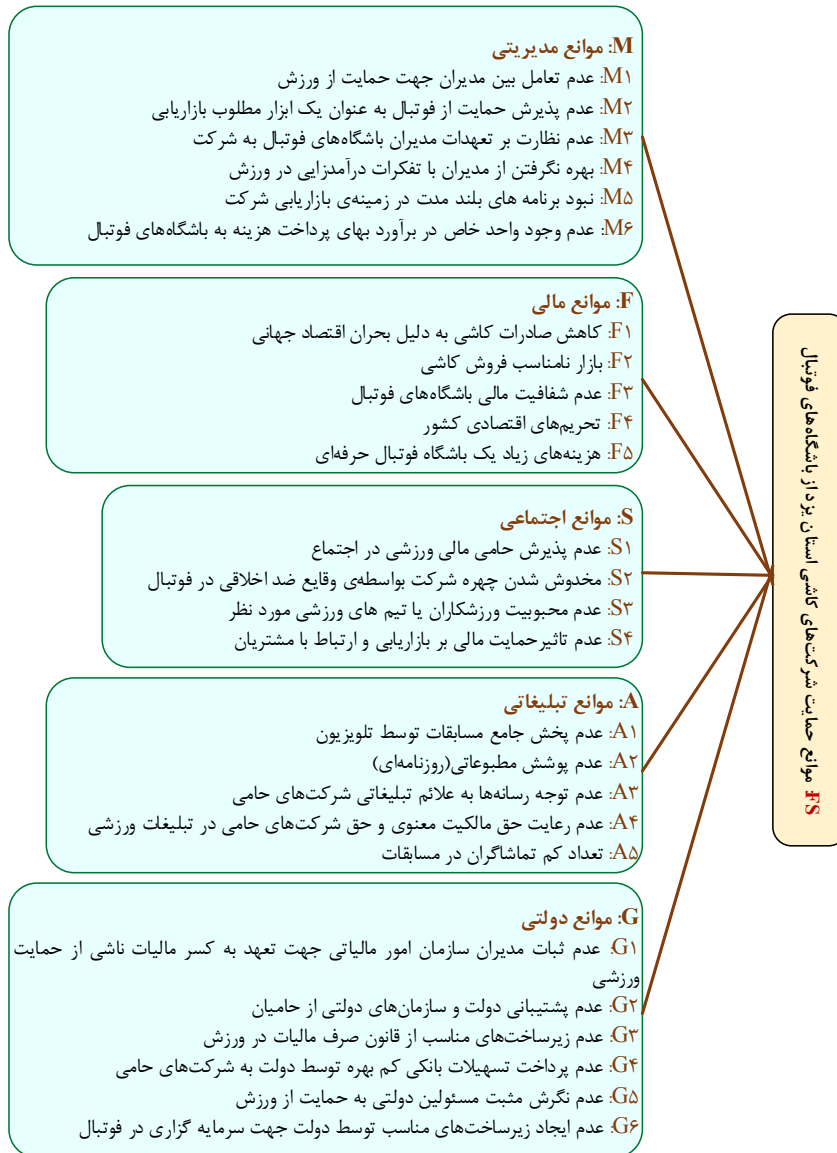 FS: موانع حمایت شرکت‌های کاشی استان یزد از باشگاه‌های فوتبال
M: موانع مدیریتی
M۱: عدم تعامل بین مدیران جهت حمایت از ورزش
M۲: عدم پذیرش حمایت از فوتبال به عنوان یک ابزار مطلوب بازاریابی
M۳: عدم نظارت بر تعهدات مدیران باشگاه‌های فوتبال به شرکت
M۴: بهره نگرفتن از مدیران با تفکرات درآمدزایی در ورزش
M۵: نبود برنامه های بلند مدت در زمینه‌ی بازاریابی شرکت
M۶: عدم وجود واحد خاص در برآورد بهای پرداخت هزینه به باشگاه‌های فوتبال
F: موانع مالی
F۱: کاهش صادرات کاشی به دلیل بحران اقتصاد جهانی
F۲: بازار نامناسب فروش کاشی
F۳: عدم شفافیت مالی باشگاه‌های فوتبال
F۴: تحریم‌های اقتصادی کشور
F۵: هزینه‌های زیاد یک باشگاه فوتبال حرفه‌ای
S: موانع اجتماعی
S۱: عدم پذیرش حامی مالی ورزشی در اجتماع
S۲: مخدوش شدن چهره شرکت بواسطه‌ی وقایع ضد اخلاقی در فوتبال
S۳: عدم محبوبیت ورزشکاران یا تیم های ورزشی مورد نظر
S۴: عدم تاثیرحمایت مالی بر بازاریابی و ارتباط با مشتریان
A: موانع تبلیغاتی
A۱: عدم پخش جامع مسابقات توسط تلویزیون
A۲: عدم پوشش مطبوعاتی(روزنامه‌ای)
A۳: عدم توجه رسانه‌ها به علائم تبلیغاتی شرکت‌های حامی
A۴: عدم رعایت حق مالکیت معنوی و حق شرکت‌های حامی در تبلیغات ورزشی
A۵: تعداد کم تماشاگران در مسابقات
G: موانع دولتی
G۱: عدم ثبات مدیران سازمان امور مالیاتی جهت تعهد به کسر مالیات ناشی از حمایت
ورزشی
G۲: عدم پشتیبانی دولت و سازمان‌های دولتی از حامیان
G۳: عدم زیرساخت‌های مناسب از قانون صرف مالیات در ورزش
G۴: عدم پرداخت تسهیلات بانکی کم بهره توسط دولت به شرکت‌های حامی
G۵: عدم نگرش مثبت مسئولین دولتی به حمایت از ورزش
G۶: عدم ایجاد زیرساخت‌های مناسب توسط دولت جهت سرمایه گزاری در فوتبال